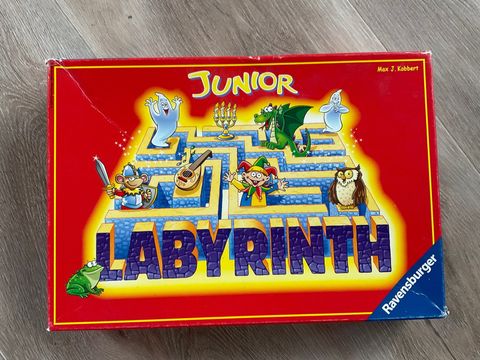 JUNIOR
Max J. Kobbert
LABYRINTH
Ravensburger